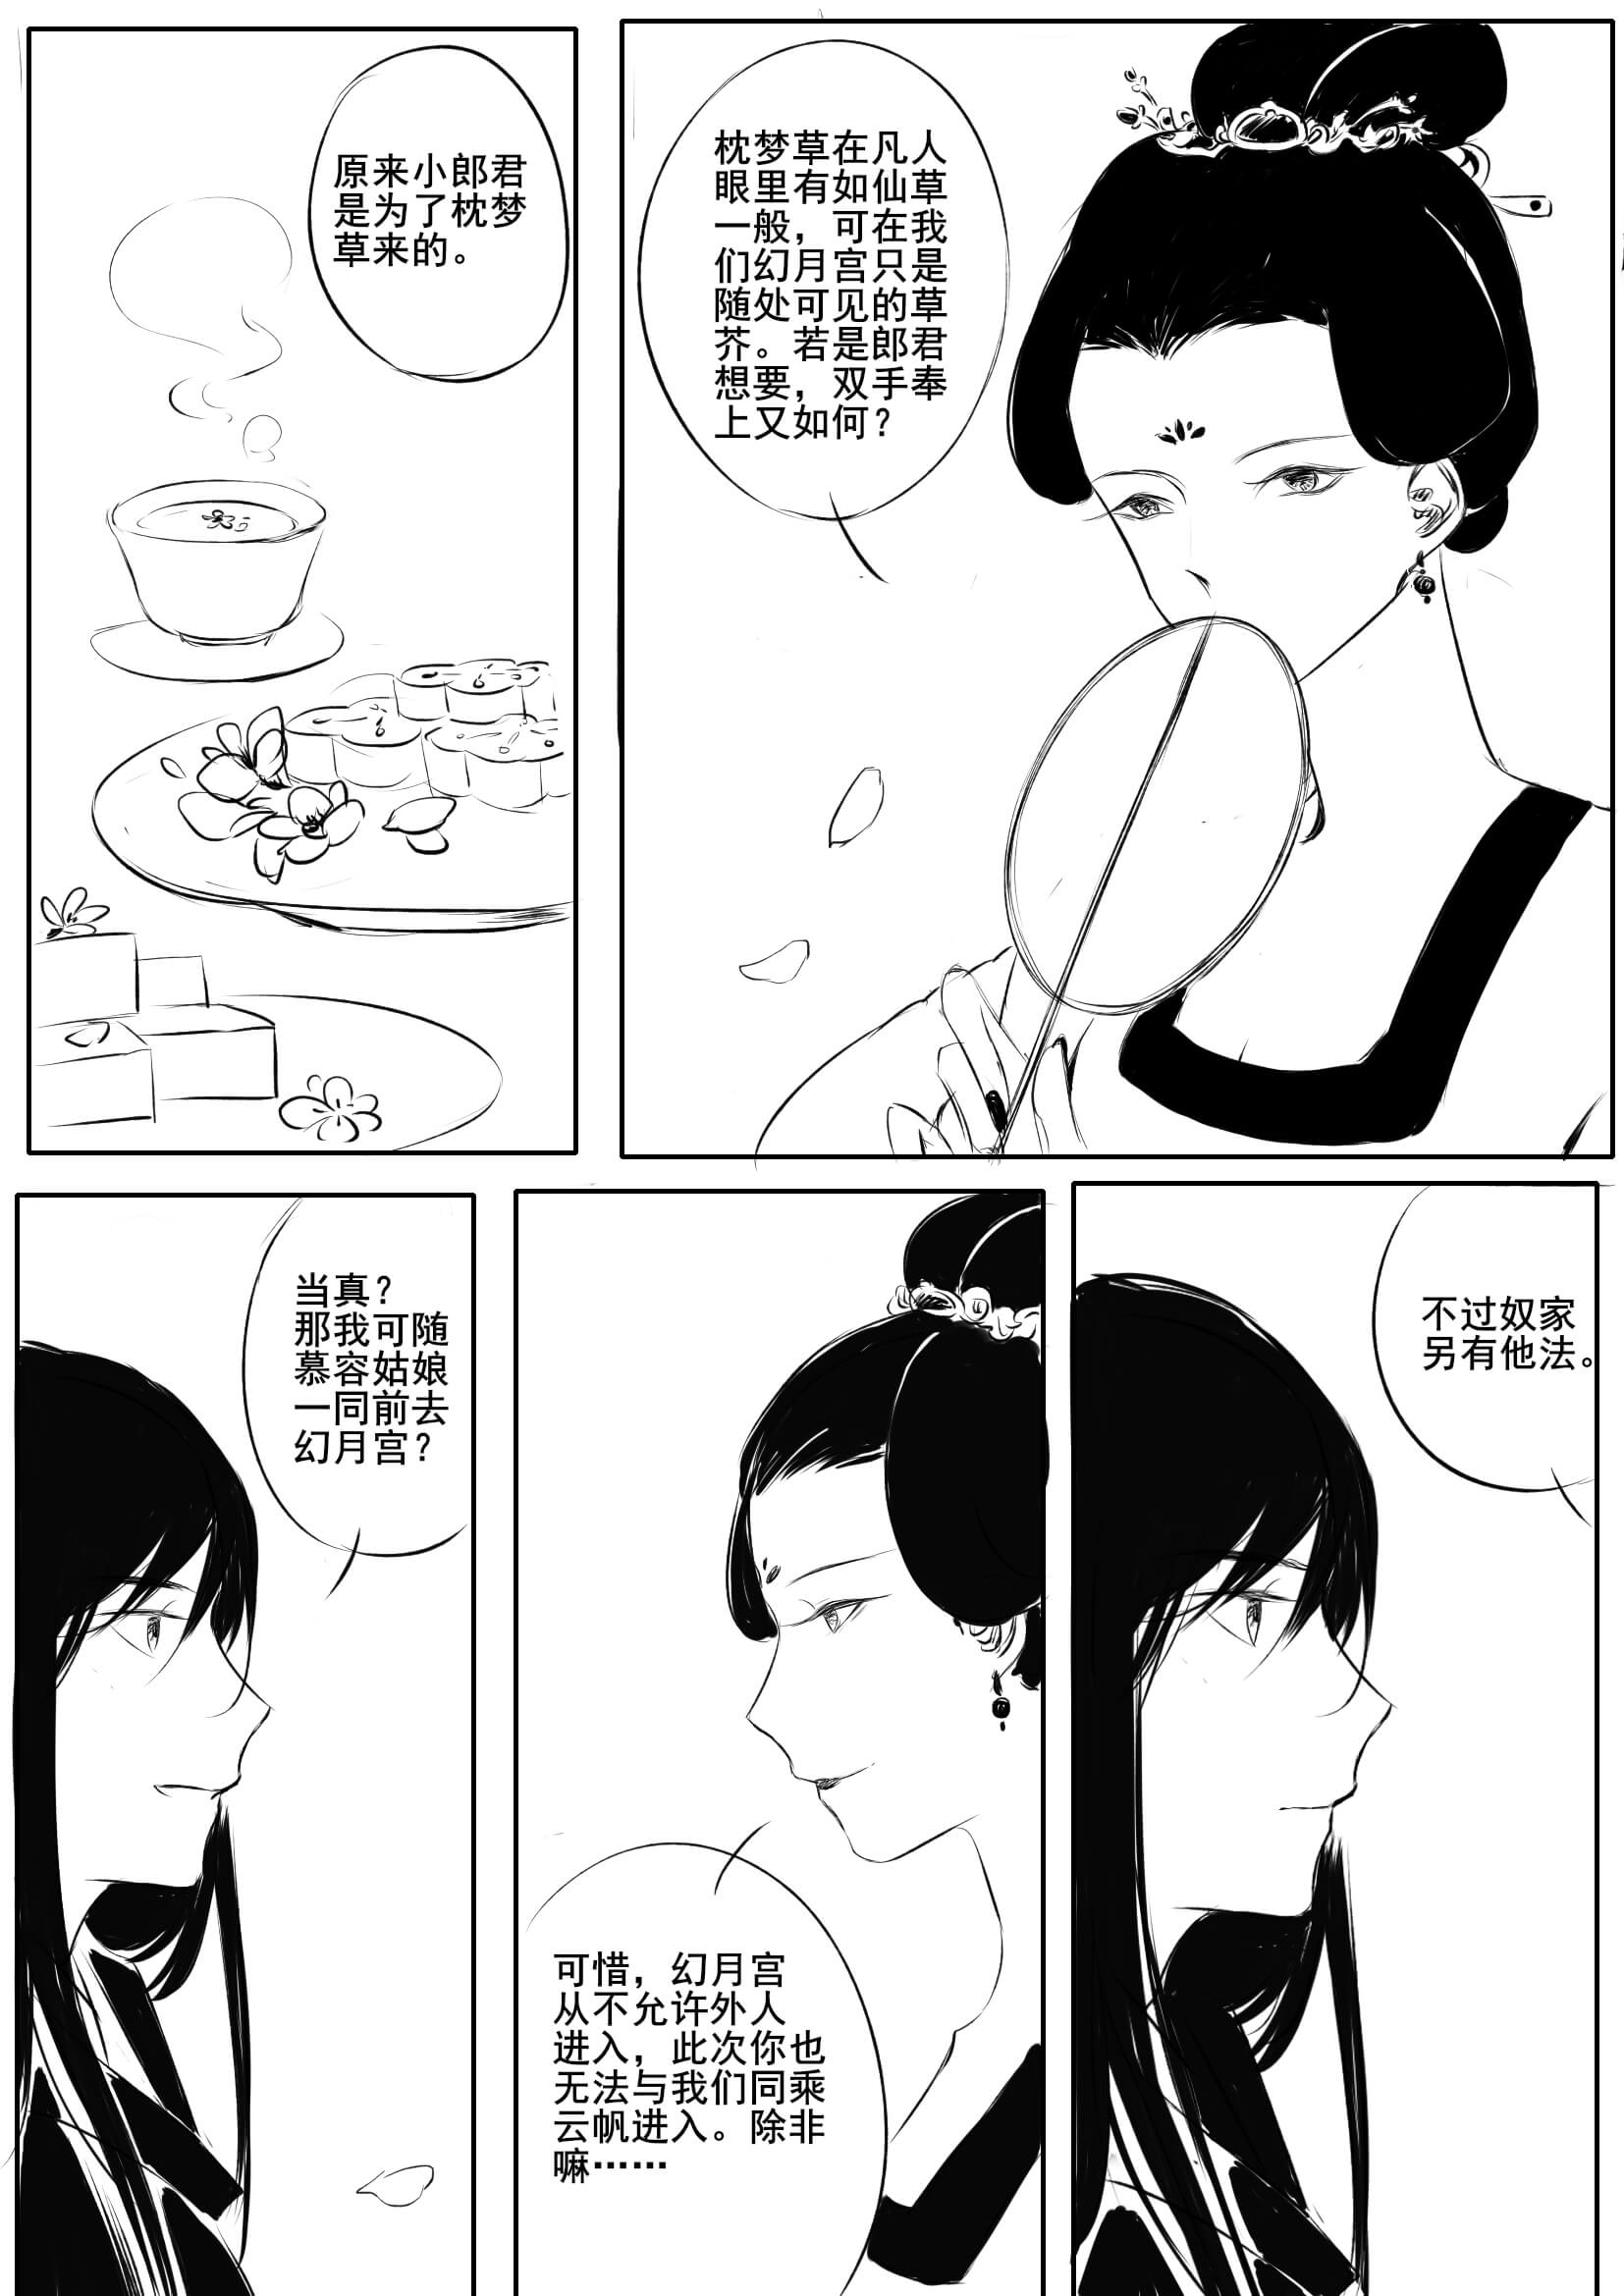 原来小郎君
是为了枕梦
草来的。
枕梦草在凡人
眼里有如仙草
一般，可在我
们幻月宫只是
随处可见的草
芥。若是郎君
想要，双手奉
上又如何？
当真？
那我可随
慕容姑娘
一同前去
幻月宫？
可惜，幻月宫
从不允许外人
进入，此次你也
无法与我们同乘
云帆进入。除非
嘛……
不过奴家
另有他法。